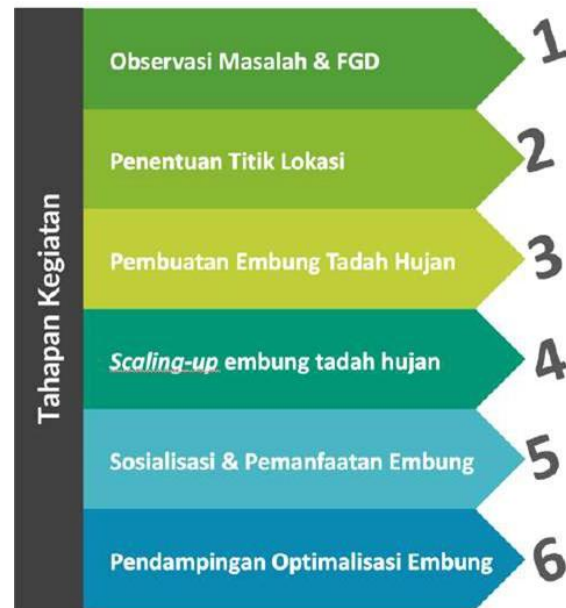 Tahapan Kegiatan
Observasi Masalah & FGD
1
Penentuan Titik Lokasi
2
Pembuatan Embung Tadah Hujan
3
Scaling-up embung tadah hujan
4
Sosialisasi & Pemanfaatan Embung
5
Pendampingan Optimalisasi Embung
6